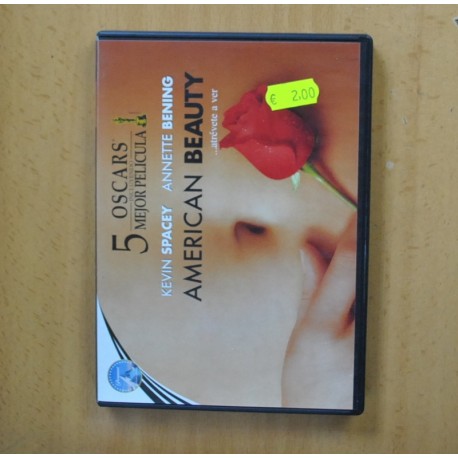 5 OSCARS
MEJOR PELÍCULA
KEVIN SPACEY ANNETTE BENING
AMERICAN BEAUTY
...atrévete a ver
€ 2,00